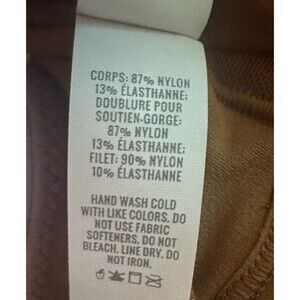 CORPS: 87% NYLON
13% ÉLASTHANNE;
DOUBLURE POUR
SOUTIEN-GORGE:
87% NYLON
13% ÉLASTHANNE;
FILET: 90% NYLON
10% ÉLASTHANNE
HAND WASH COLD
WITH LIKE COLORS. DO
NOT USE FABRIC
SOFTENERS. DO NOT
BLEACH. LINE DRY. DO
NOT IRON.